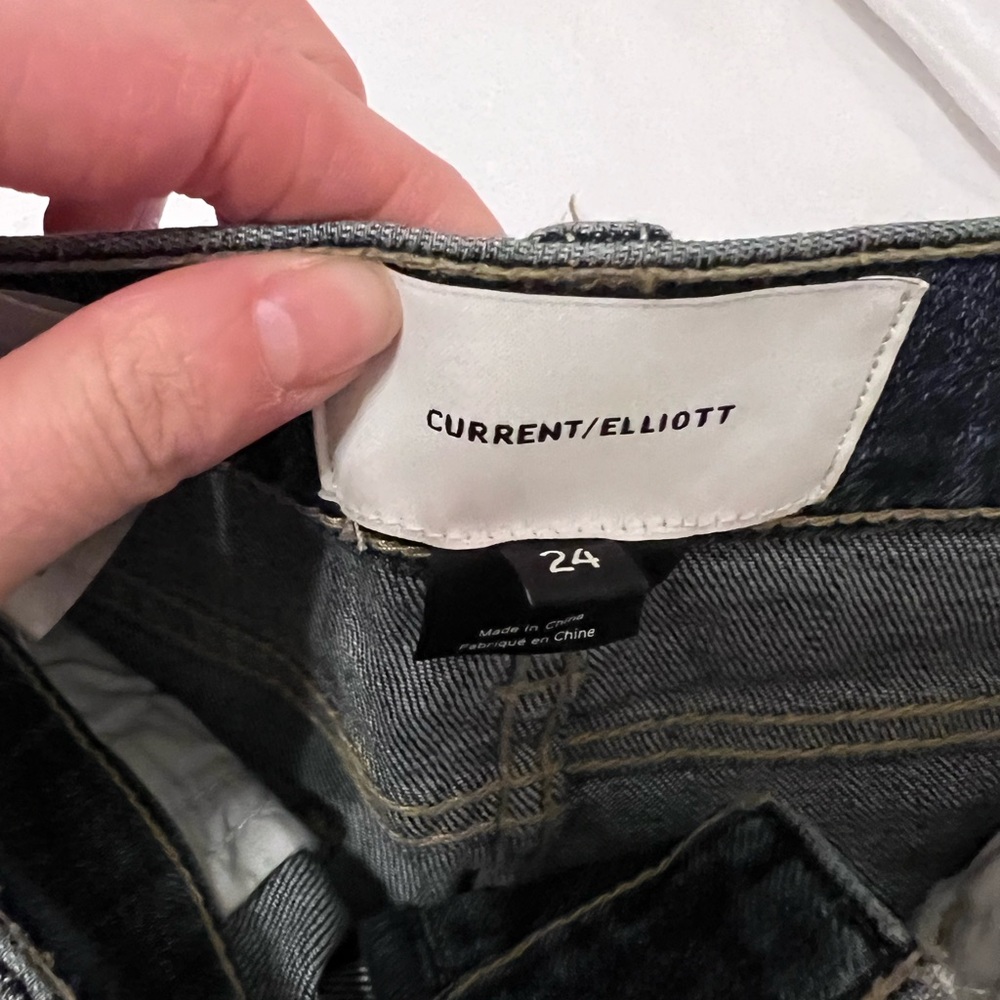 CURRENT/ELLIOTT
24
Made in China
Fabriqué en Chine